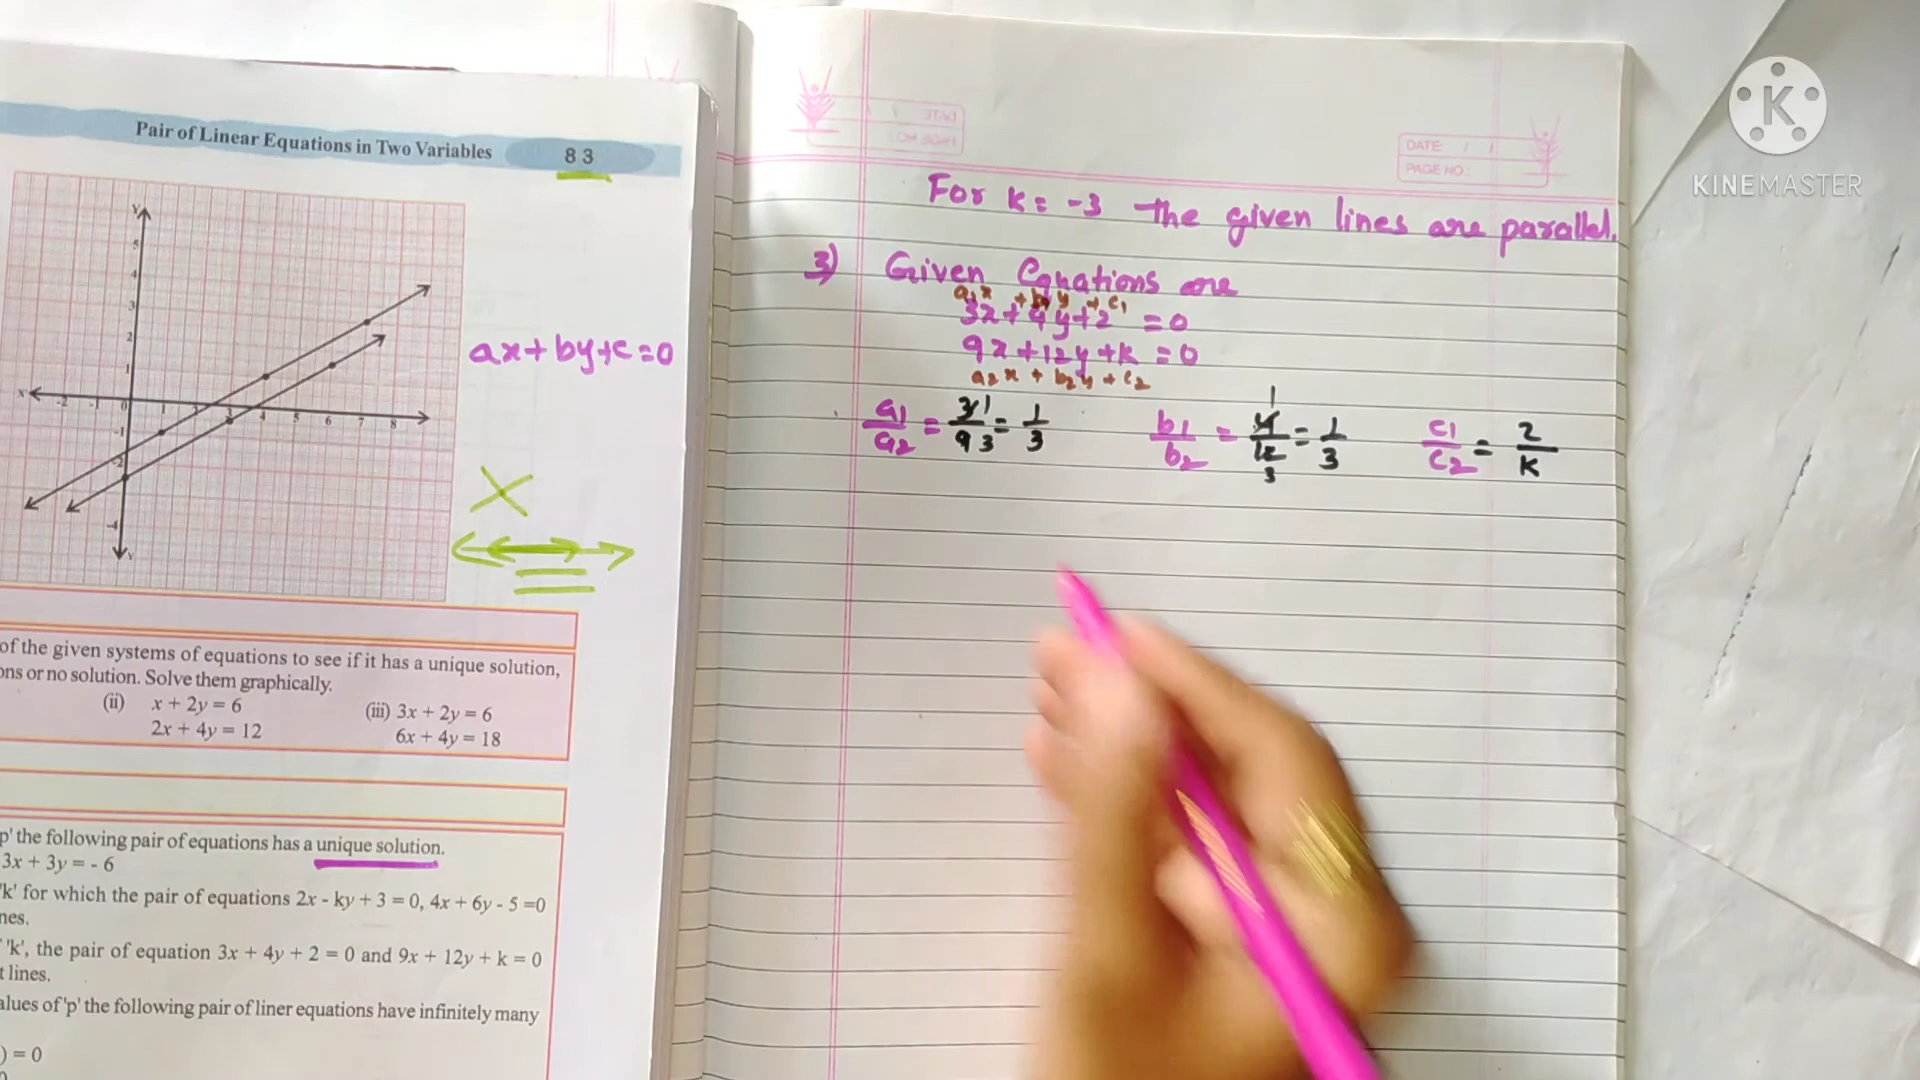 Pair of Linear Equations in Two Variables 83
ax+by+c=0
of the given systems of equations to see if it has a unique solution,
ons or no solution. Solve them graphically.
(ii) x + 2y = 6 (iii) 3x + 2y = 6
2x + 4y = 12 6x + 4y = 18
p' the following pair of equations has a unique solution.
3x + 3y = - 6
'k' for which the pair of equations 2x - ky + 3 = 0, 4x + 6y - 5 =0
nes.
'k', the pair of equation 3x + 4y + 2 = 0 and 9x + 12y + k = 0
t lines.
alues of 'p' the following pair of liner equations have infinitely many
) = 0
DATE: / /
PAGE NO.:
For k = -3 the given lines are parallel.
3) Given Equations are
a1x + b1y + c1
3x+4y+2 = 0
9x+12y+k = 0
a2x + b2y + c2
a1/a2 = 3/9 = 1/3 b1/b2 = 4/12 = 1/3 c1/c2 = 2/k
K
KINEMASTER